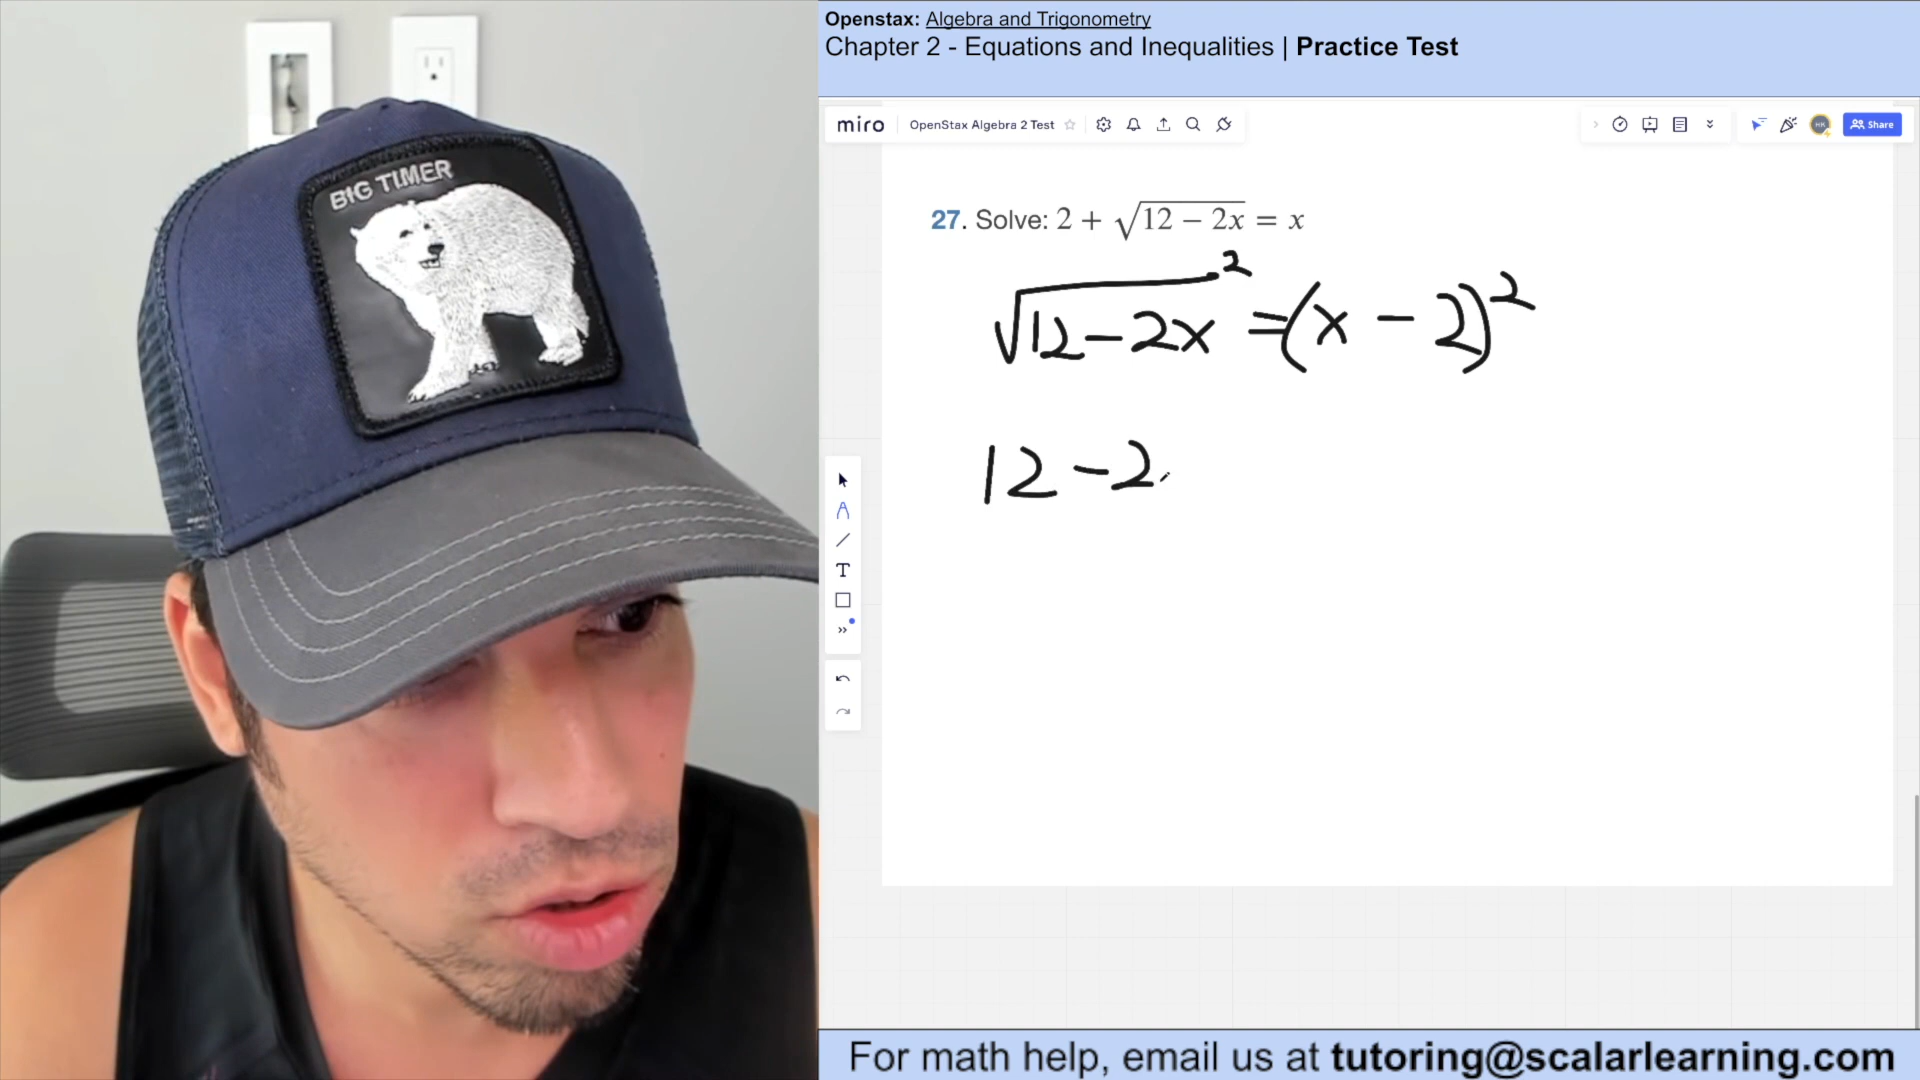 BIG TIMER
Openstax: Algebra and Trigonometry
Chapter 2 - Equations and Inequalities | Practice Test
miro OpenStax Algebra 2 Test
Share
27. Solve: 2 + √(12 − 2x) = x
√(12 − 2x)² = (x − 2)²
12 − 2
For math help, email us at tutoring@scalarlearning.com